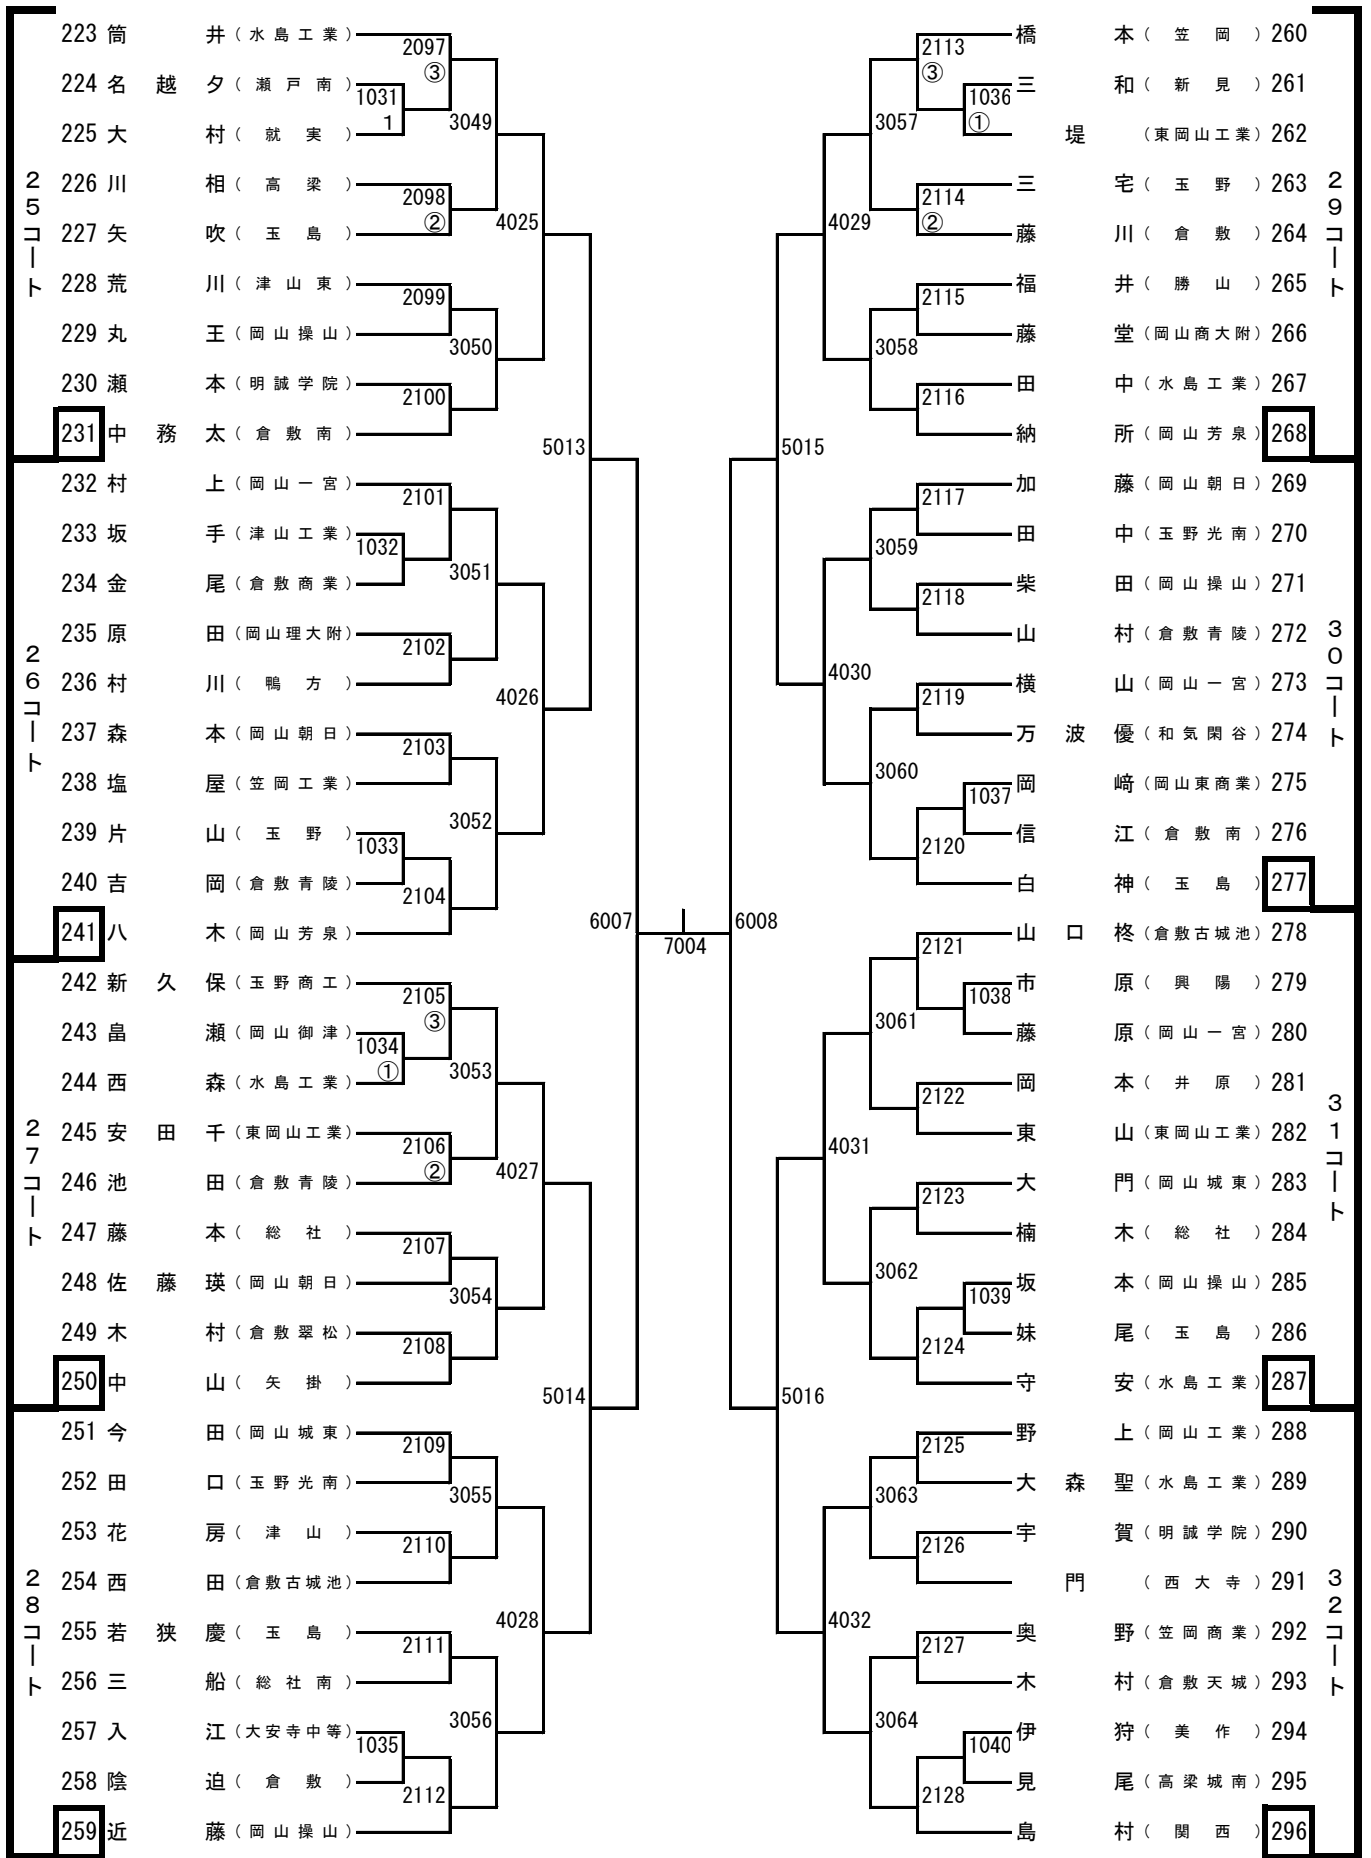 25コート
223 筒井（水島工業）
2097
③
224 名越夕（瀬戸南）
1031
1
225 大村（就実）
3049
226 川相（高梁）
2098
②
227 矢吹（玉島）
4025
228 荒川（津山東）
2099
229 丸王（岡山操山）
3050
230 瀬本（明誠学院）
2100
231 中務太（倉敷南）
5013
26コート
232 村上（岡山一宮）
2101
233 坂手（津山工業）
1032
234 金尾（倉敷商業）
3051
235 原田（岡山理大附）
2102
236 村川（鴨方）
4026
237 森本（岡山朝日）
2103
238 塩屋（笠岡工業）
3052
239 片山（玉野）
1033
240 吉岡（倉敷青陵）
2104
241 八木（岡山芳泉）
6007
7004
27コート
242 新久保（玉野商工）
2105
③
243 畠瀬（岡山御津）
1034
①
244 西森（水島工業）
3053
245 安田千（東岡山工業）
2106
②
246 池田（倉敷青陵）
4027
247 藤本（総社）
2107
248 佐藤瑛（岡山朝日）
3054
249 木村（倉敷翠松）
2108
250 中山（矢掛）
5014
28コート
251 今田（岡山城東）
2109
252 田口（玉野光南）
3055
253 花房（津山）
2110
254 西田（倉敷古城池）
4028
255 若狭慶（玉島）
2111
256 三船（総社南）
3056
257 入江（大安寺中等）
1035
258 陰迫（倉敷）
2112
259 近藤（岡山操山）
29コート
橋本（笠岡）260
2113
③
三和（新見）261
1036
①
堤（東岡山工業）262
3057
三宅（玉野）263
2114
②
藤川（倉敷）264
4029
福井（勝山）265
2115
藤堂（岡山商大附）266
3058
田中（水島工業）267
2116
納所（岡山芳泉）268
5015
30コート
加藤（岡山朝日）269
2117
田中（玉野光南）270
3059
柴田（岡山操山）271
2118
山村（倉敷青陵）272
4030
横山（岡山一宮）273
2119
万波優（和気閑谷）274
3060
岡﨑（岡山東商業）275
1037
信江（倉敷南）276
2120
白神（玉島）277
6008
31コート
山口柊（倉敷古城池）278
2121
市原（興陽）279
1038
藤原（岡山一宮）280
3061
岡本（井原）281
2122
東山（東岡山工業）282
4031
大門（岡山城東）283
2123
楠木（総社）284
3062
坂本（岡山操山）285
1039
妹尾（玉島）286
2124
守安（水島工業）287
5016
32コート
野上（岡山工業）288
2125
大森聖（水島工業）289
3063
宇賀（明誠学院）290
2126
門（西大寺）291
4032
奥野（笠岡商業）292
2127
木村（倉敷天城）293
3064
伊狩（美作）294
1040
見尾（高梁城南）295
2128
島村（関西）296